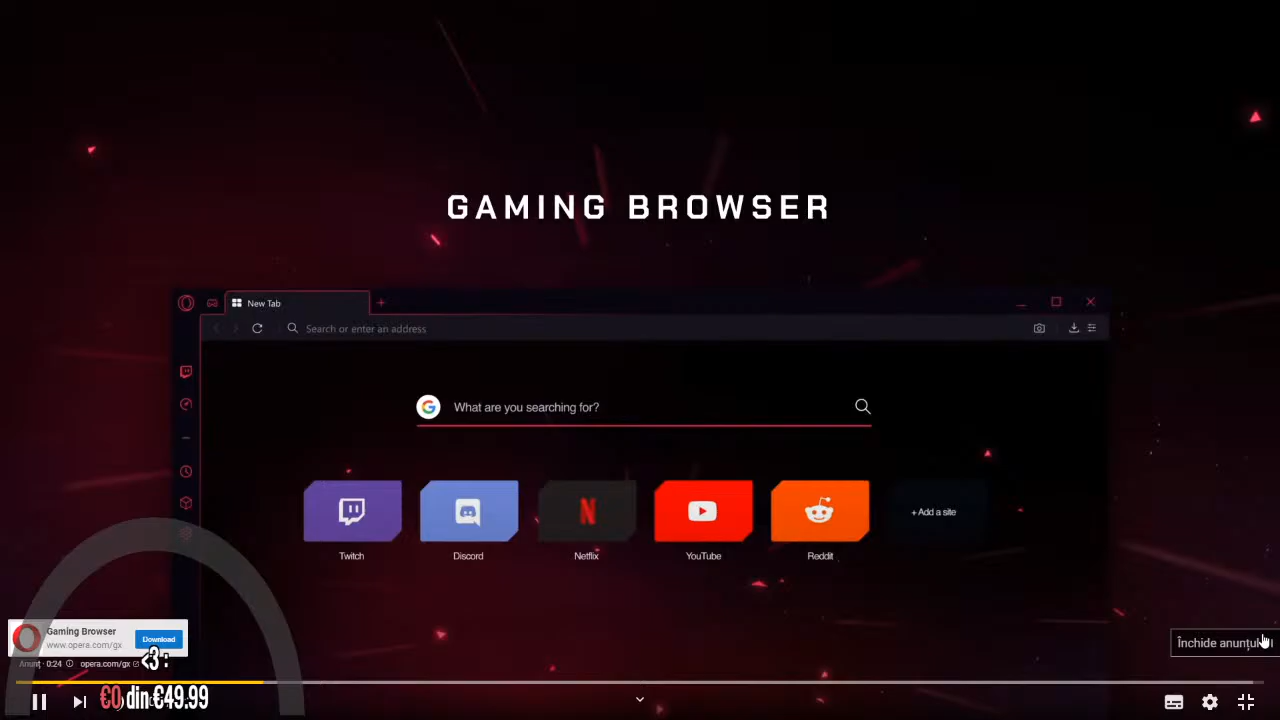 GAMING BROWSER
New Tab
Search or enter an address
What are you searching for?
Twitch
Discord
Netflix
YouTube
Reddit
+ Add a site
Gaming Browser
www.opera.com/gx
Download
Închide anunțul
Anunț · 0:24
opera.com/gx
<3 :
€0 din €49.99